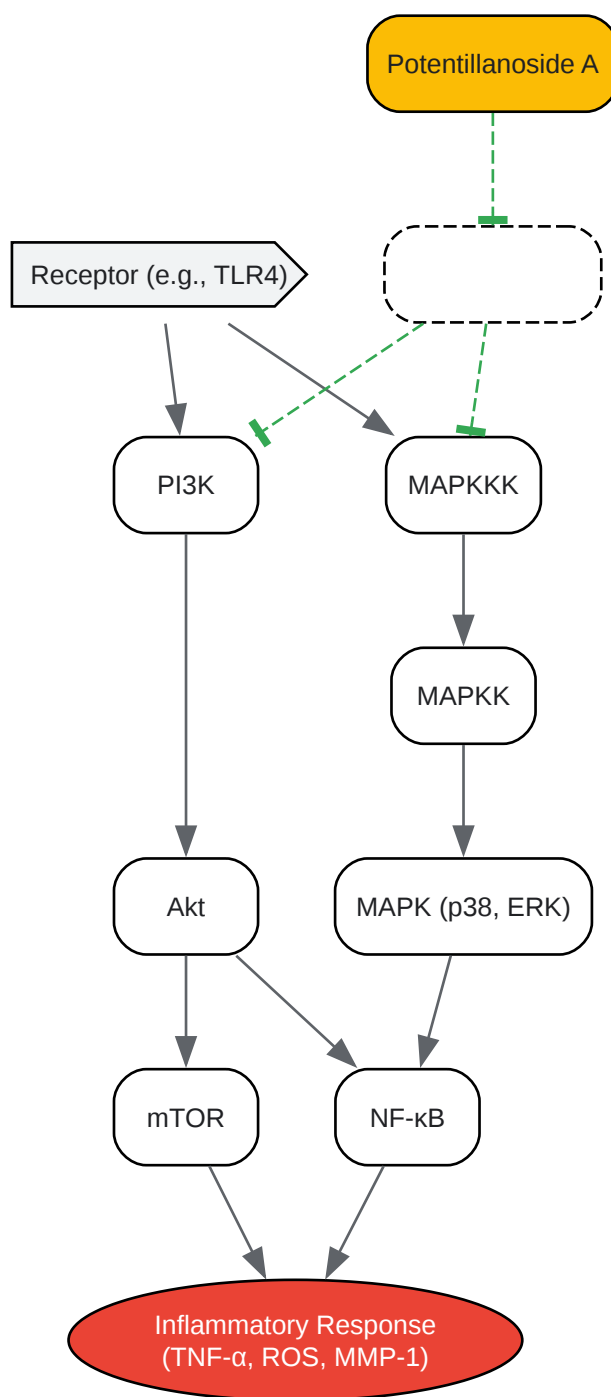 Potentillanoside A
Receptor (e.g., TLR4)
PI3K
MAPKKK
MAPKK
Akt
MAPK (p38, ERK)
mTOR
NF-κB
Inflammatory Response
(TNF-α, ROS, MMP-1)